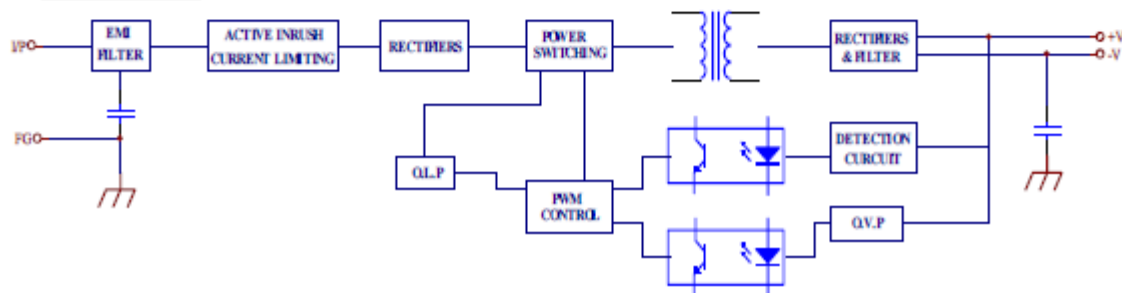 EMI
FILTER
ACTIVE INRUSH
CURRENT LIMITING
RECTIFIERS
POWER
SWITCHING
RECTIFIERS
& FILTER
I/P
+V
-V
FG
O.L.P
PWM
CONTROL
DETECTION
CURCUIT
O.V.P